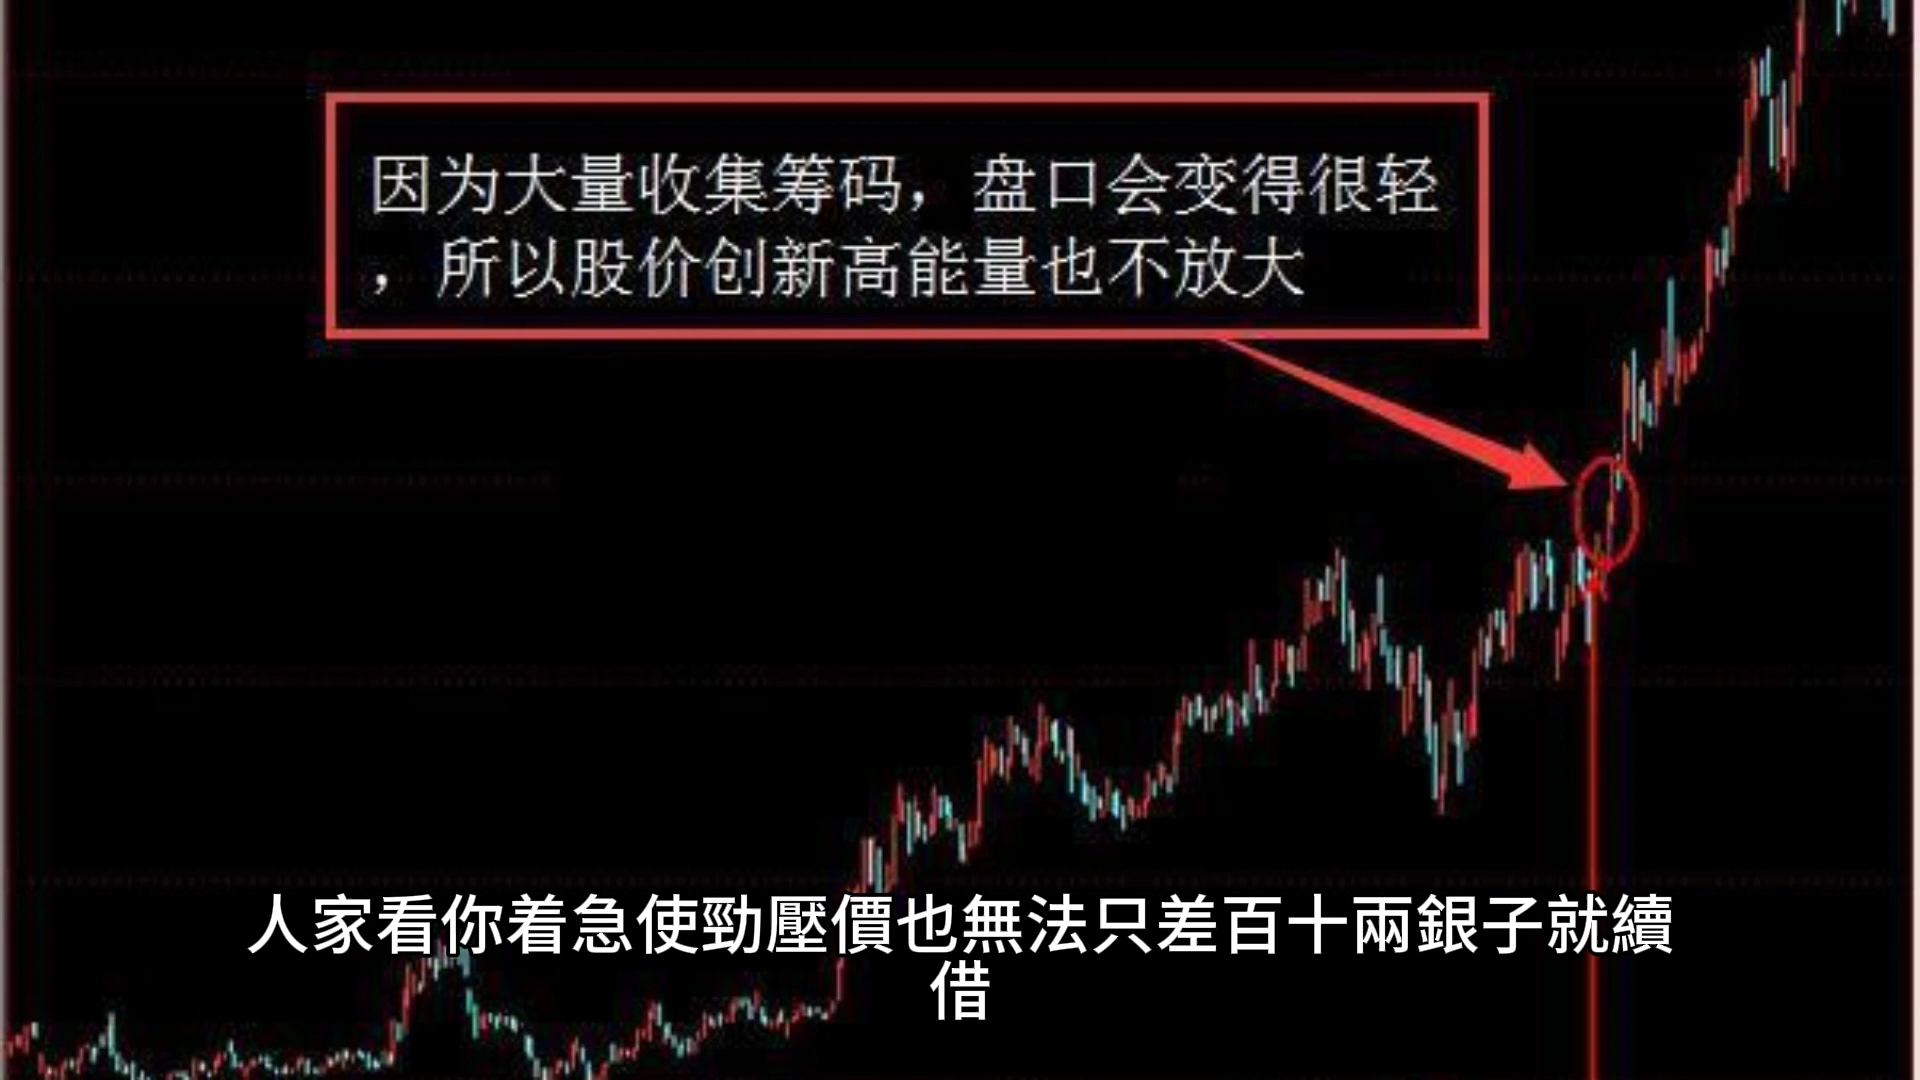 因为大量收集筹码，盘口会变得很轻
，所以股价创新高能量也不放大
人家看你着急使勁壓價也無法只差百十兩銀子就續
借